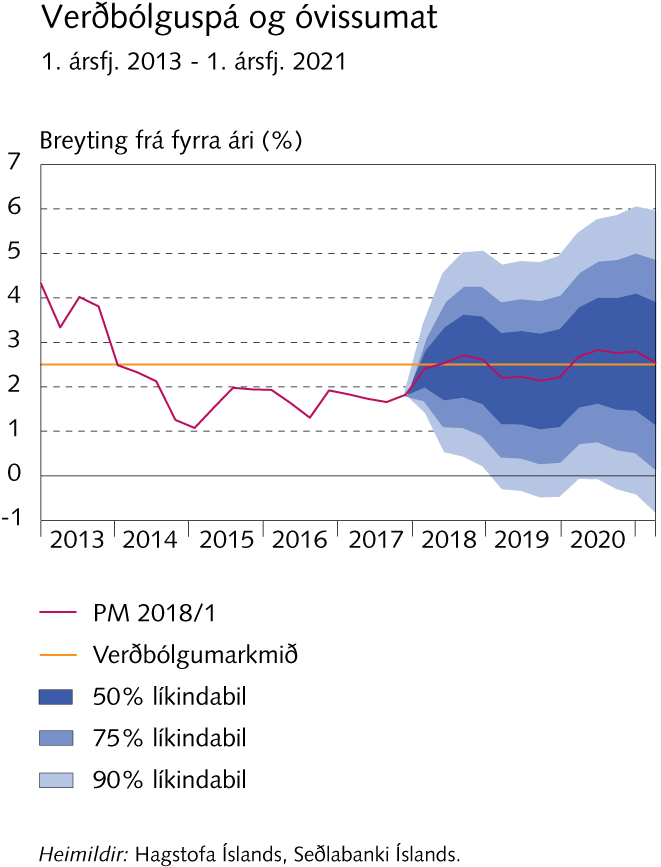 Verðbólguspá og óvissumat
1. ársfj. 2013 - 1. ársfj. 2021
Breyting frá fyrra ári (%)
7
6
5
4
3
2
1
0
-1
2013 2014 2015 2016 2017 2018 2019 2020
PM 2018/1
Verðbólgumarkmið
50% líkindabil
75% líkindabil
90% líkindabil
Heimildir: Hagstofa Íslands, Seðlabanki Íslands.